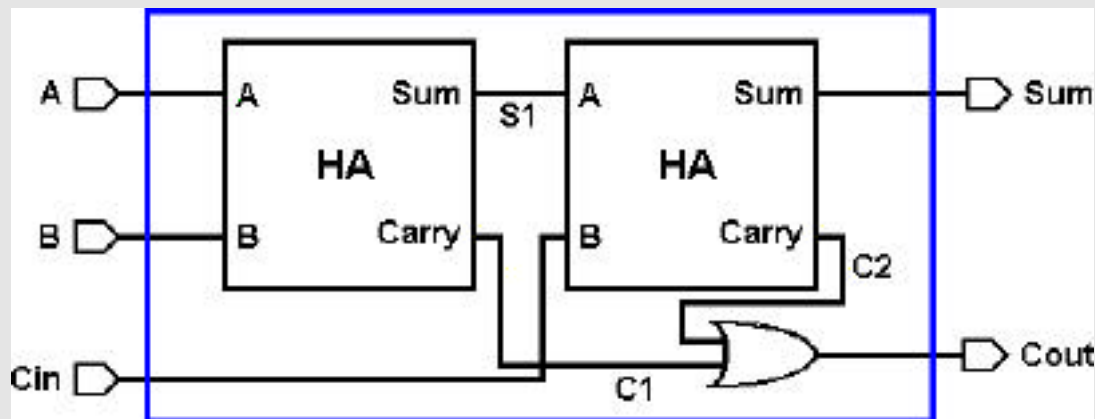 A A Sum S1 A Sum Sum
HA HA
B B Carry B Carry C2
Cin C1 Cout